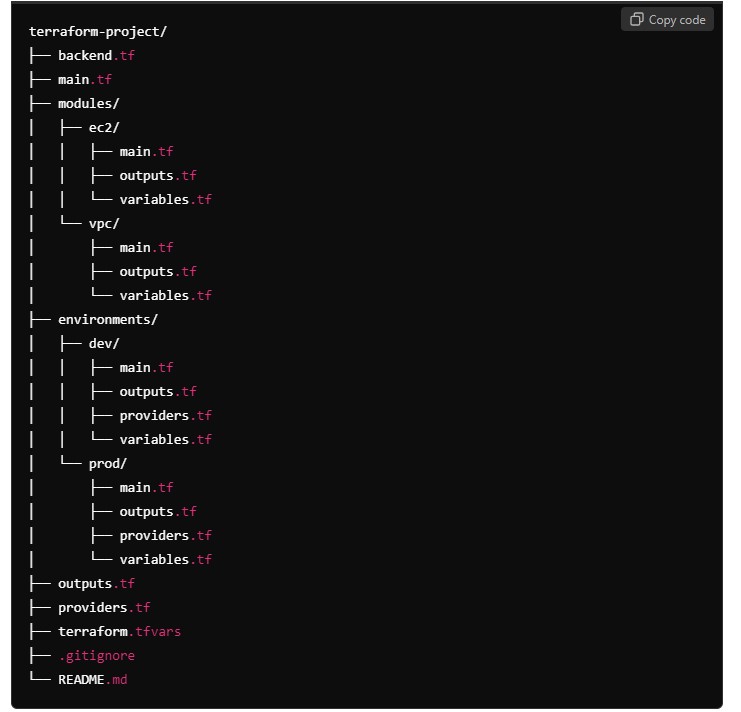 Copy code
terraform-project/
├── backend.tf
├── main.tf
├── modules/
│   ├── ec2/
│   │   ├── main.tf
│   │   ├── outputs.tf
│   │   └── variables.tf
│   └── vpc/
│       ├── main.tf
│       ├── outputs.tf
│       └── variables.tf
├── environments/
│   ├── dev/
│   │   ├── main.tf
│   │   ├── outputs.tf
│   │   ├── providers.tf
│   │   └── variables.tf
│   └── prod/
│       ├── main.tf
│       ├── outputs.tf
│       ├── providers.tf
│       └── variables.tf
├── outputs.tf
├── providers.tf
├── terraform.tfvars
├── .gitignore
└── README.md